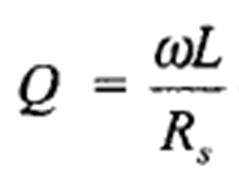 Q = ωL / R_s